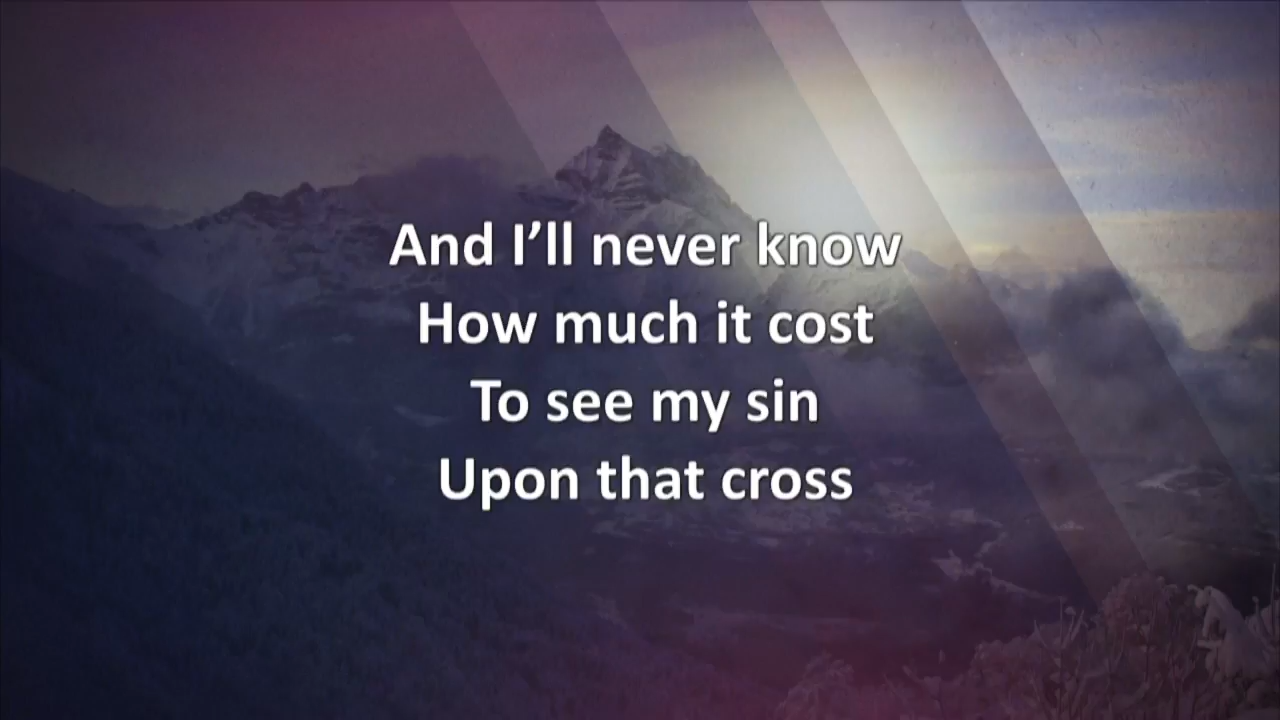 And I’ll never know
How much it cost
To see my sin
Upon that cross